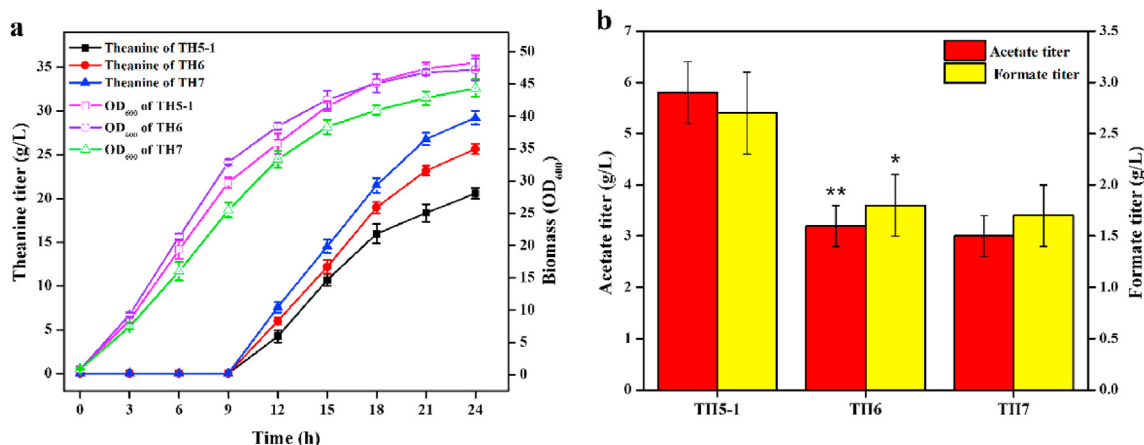 a
Theanine of TH5-1
Theanine of TH6
Theanine of TH7
OD600 of TH5-1
OD600 of TH6
OD600 of TH7
Theanine titer (g/L)
0
5
10
15
20
25
30
35
Biomass (OD600)
0
5
10
15
20
25
30
35
40
45
50
0 3 6 9 12 15 18 21 24
Time (h)
b
Acetate titer
Formate titer
Acetate titer (g/L)
7
6
5
4
3
2
1
0
** *
Formate titer (g/L)
3.5
3.0
2.5
2.0
1.5
1.0
0.5
0.0
TH5-1 TH6 TH7